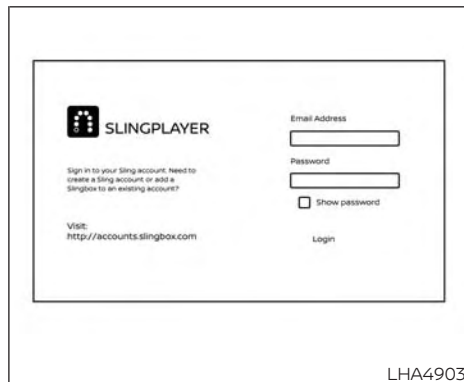 SLINGPLAYER
Sign in to your Sling account. Need to
create a Sling account or add a
Slingbox to an existing account?
Visit:
http://accounts.slingbox.com
Email Address
Password
Show password
Login
LHA4903